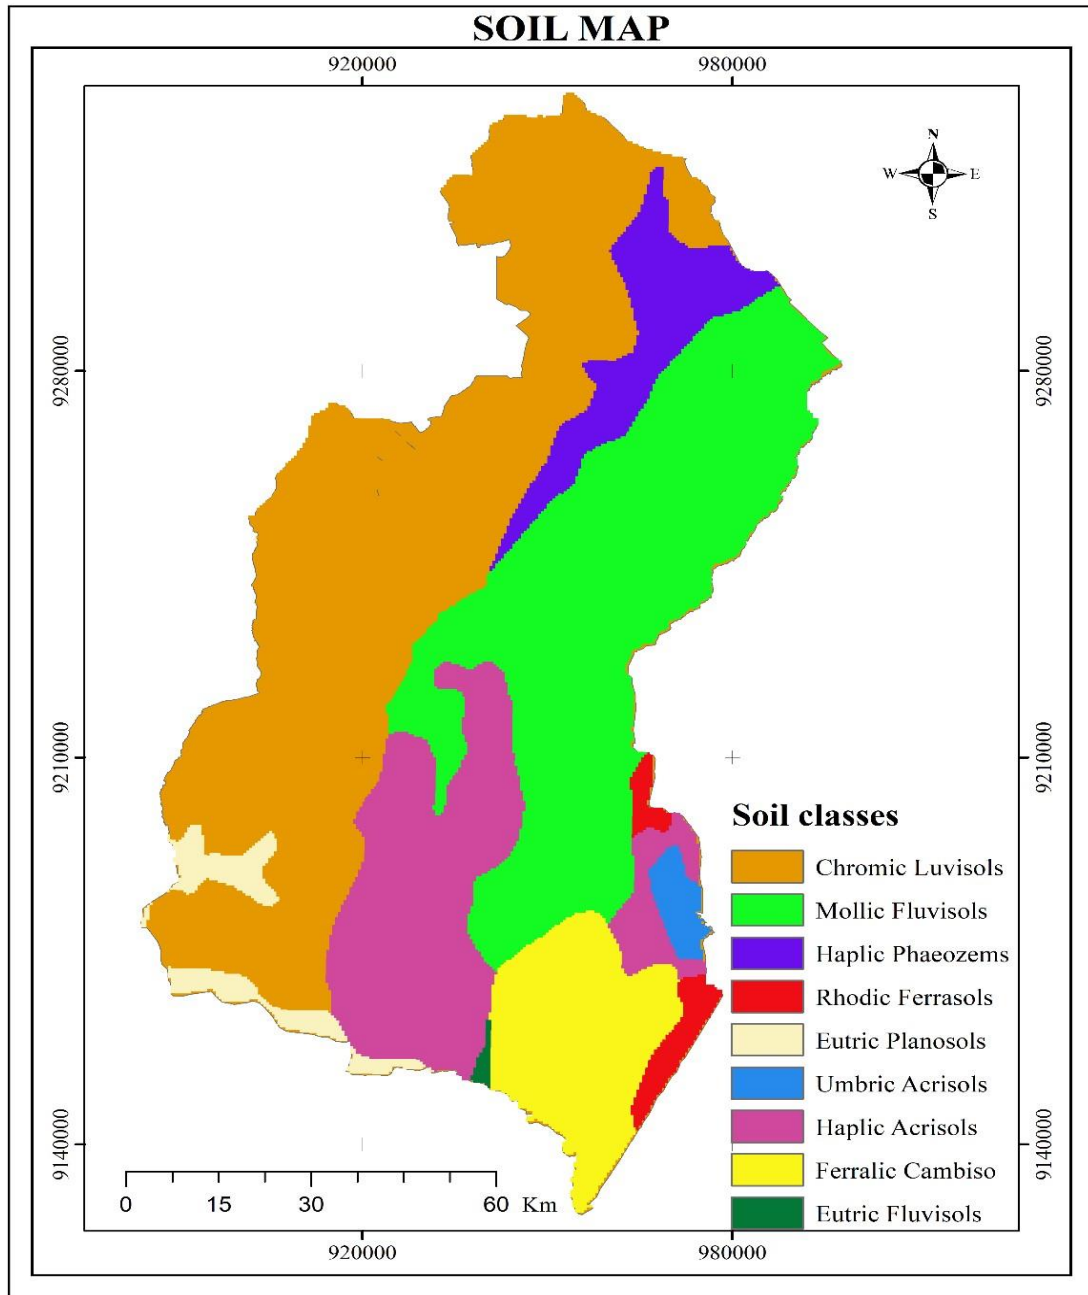 SOIL MAP
920000 980000
N
W E
S
9280000 9280000
9210000 9210000
Soil classes
Chromic Luvisols
Mollic Fluvisols
Haplic Phaeozems
Rhodic Ferrasols
Eutric Planosols
Umbric Acrisols
Haplic Acrisols
9140000 9140000
Ferralic Cambiso
0 15 30 60 Km
Eutric Fluvisols
920000 980000